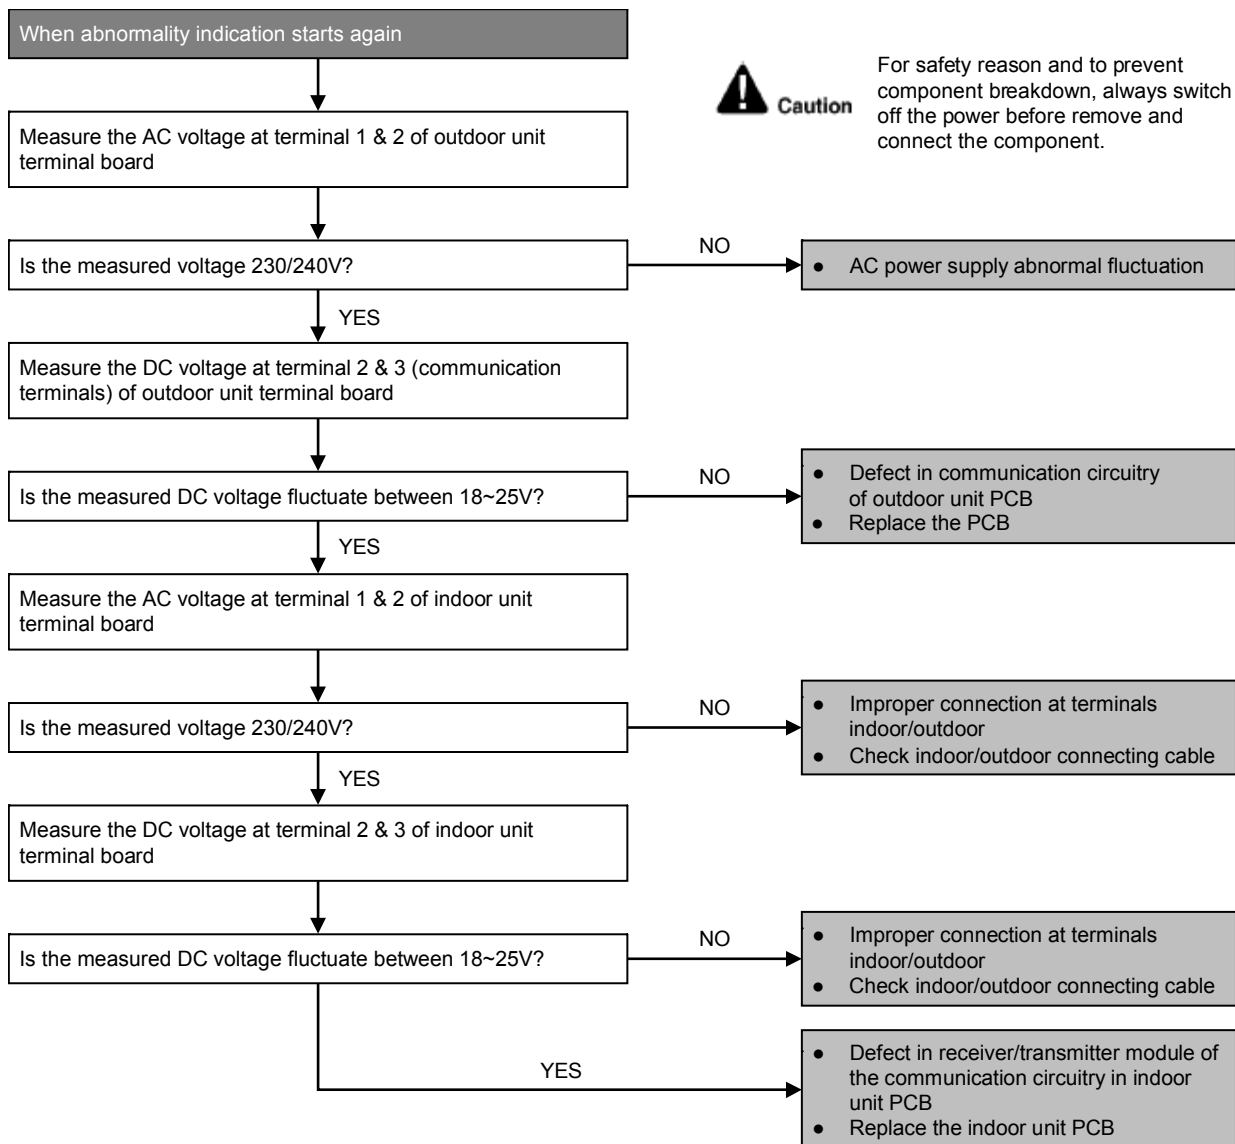 When abnormality indication starts again
For safety reason and to prevent
component breakdown, always switch
off the power before remove and
connect the component.
Caution
Measure the AC voltage at terminal 1 & 2 of outdoor unit
terminal board
Is the measured voltage 230/240V?
NO
● AC power supply abnormal fluctuation
YES
Measure the DC voltage at terminal 2 & 3 (communication
terminals) of outdoor unit terminal board
Is the measured DC voltage fluctuate between 18~25V?
NO
● Defect in communication circuitry
of outdoor unit PCB
● Replace the PCB
YES
Measure the AC voltage at terminal 1 & 2 of indoor unit
terminal board
Is the measured voltage 230/240V?
NO
● Improper connection at terminals
indoor/outdoor
● Check indoor/outdoor connecting cable
YES
Measure the DC voltage at terminal 2 & 3 of indoor unit
terminal board
Is the measured DC voltage fluctuate between 18~25V?
NO
● Improper connection at terminals
indoor/outdoor
● Check indoor/outdoor connecting cable
YES
● Defect in receiver/transmitter module of
the communication circuitry in indoor
unit PCB
● Replace the indoor unit PCB